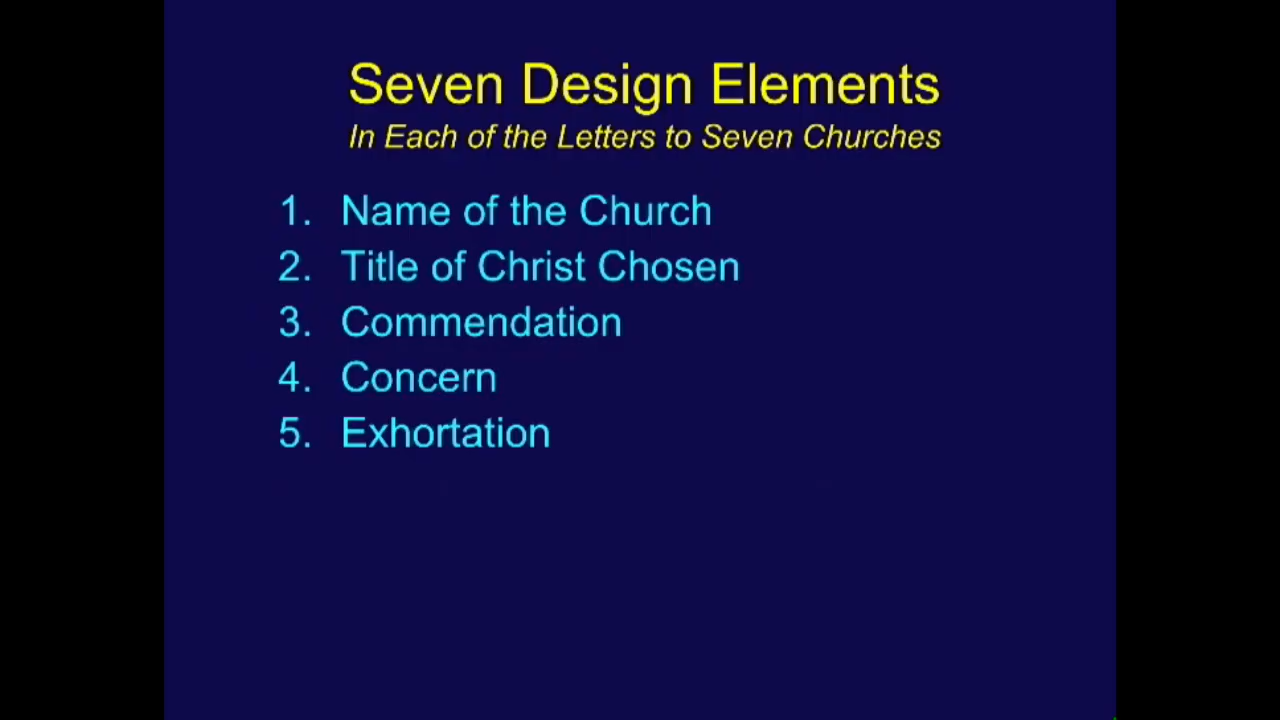 Seven Design Elements
In Each of the Letters to Seven Churches
1. Name of the Church
2. Title of Christ Chosen
3. Commendation
4. Concern
5. Exhortation